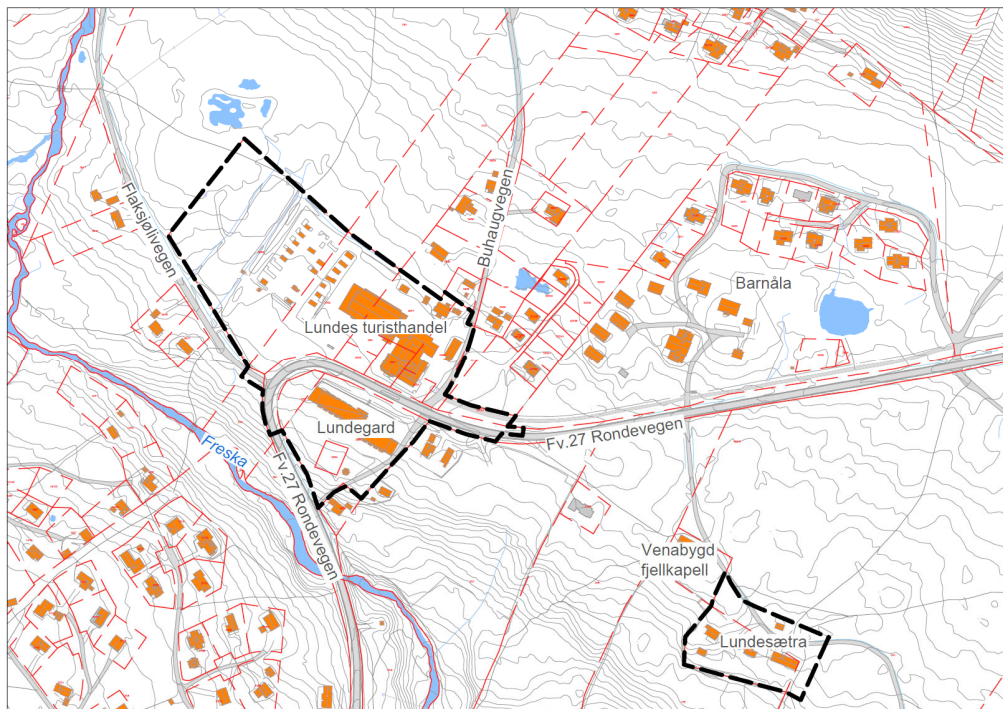 Flaksjølivegen
Buhaugvegen
Barnåla
Lundes turisthandel
Lundegard
Fv.27 Rondevegen
Freska
Fv.27 Rondevegen
Venabygd
fjellkapell
Lundesætra